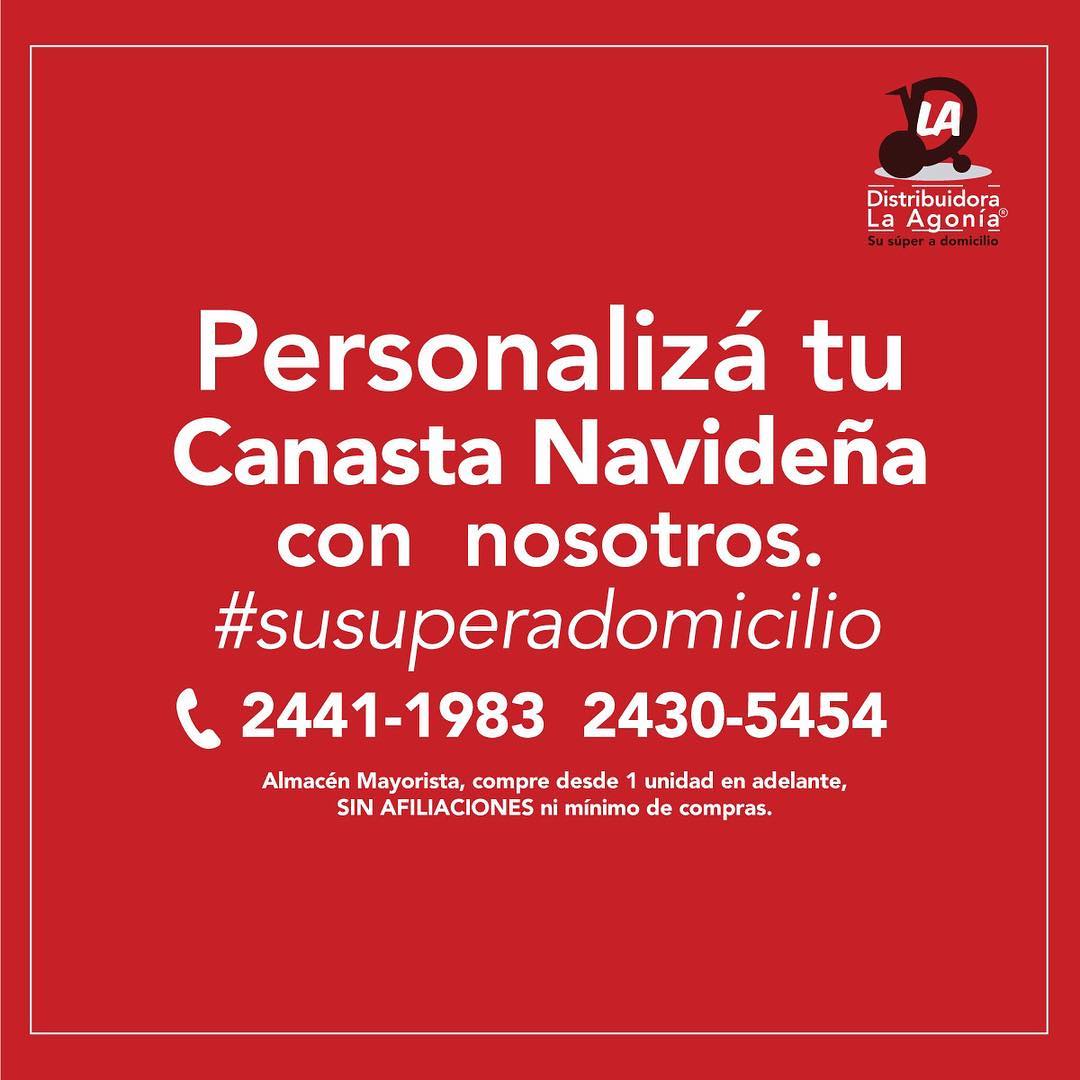 LA
Distribuidora
La Agonía®
Su súper a domicilio
Personalizá tu
Canasta Navideña
con nosotros.
#susuperadomicilio
2441-1983 2430-5454
Almacén Mayorista, compre desde 1 unidad en adelante,
SIN AFILIACIONES ni mínimo de compras.